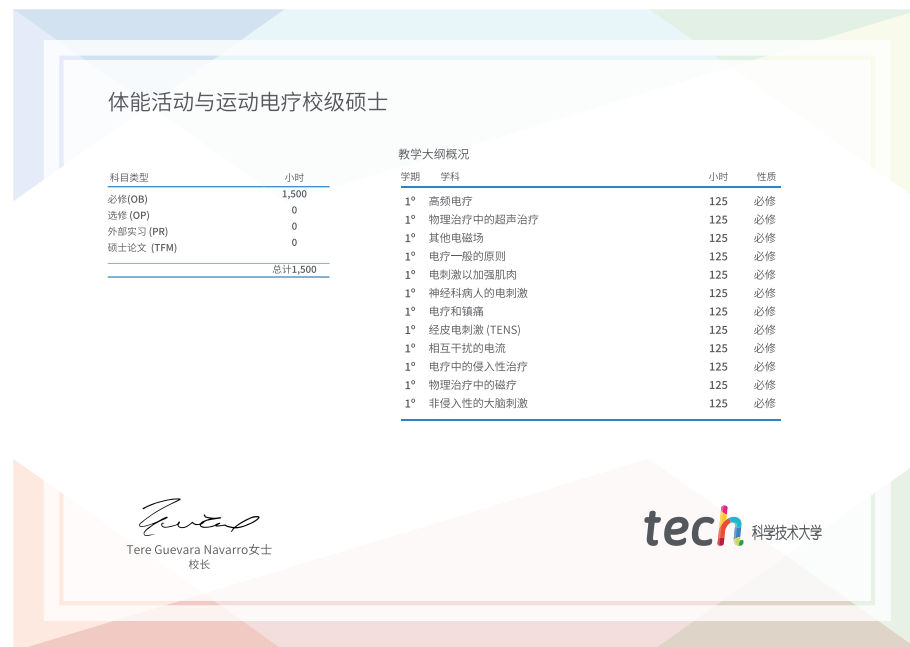 体能活动与运动电疗校级硕士
科目类型 小时
必修(OB) 1,500
选修 (OP) 0
外部实习 (PR) 0
硕士论文 (TFM) 0
总计1,500
教学大纲概况
学期 学科 小时 性质
1º 高频电疗 125 必修
1º 物理治疗中的超声治疗 125 必修
1º 其他电磁场 125 必修
1º 电疗一般的原则 125 必修
1º 电刺激以加强肌肉 125 必修
1º 神经科病人的电刺激 125 必修
1º 电疗和镇痛 125 必修
1º 经皮电刺激 (TENS) 125 必修
1º 相互干扰的电流 125 必修
1º 电疗中的侵入性治疗 125 必修
1º 物理治疗中的磁疗 125 必修
1º 非侵入性的大脑刺激 125 必修
Tere Guevara Navarro女士
校长
tech 科学技术大学